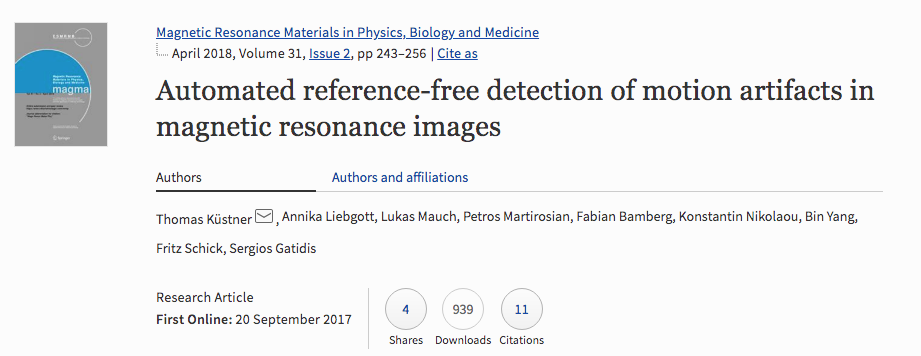 Magnetic Resonance Materials in Physics, Biology and Medicine
April 2018, Volume 31, Issue 2, pp 243–256 | Cite as
Automated reference-free detection of motion artifacts in
magnetic resonance images
Authors
Authors and affiliations
Thomas Küstner, Annika Liebgott, Lukas Mauch, Petros Martirosian, Fabian Bamberg, Konstantin Nikolaou, Bin Yang,
Fritz Schick, Sergios Gatidis
Research Article
First Online: 20 September 2017
4
939
11
Shares
Downloads
Citations
magma
Springer